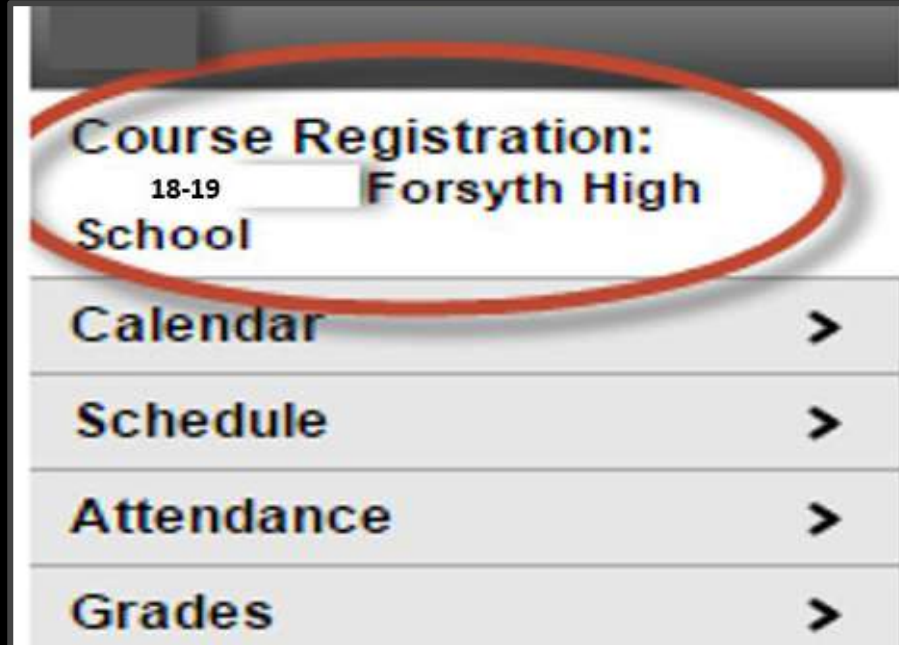 Course Registration:
18-19 Forsyth High
School
Calendar >
Schedule >
Attendance >
Grades >